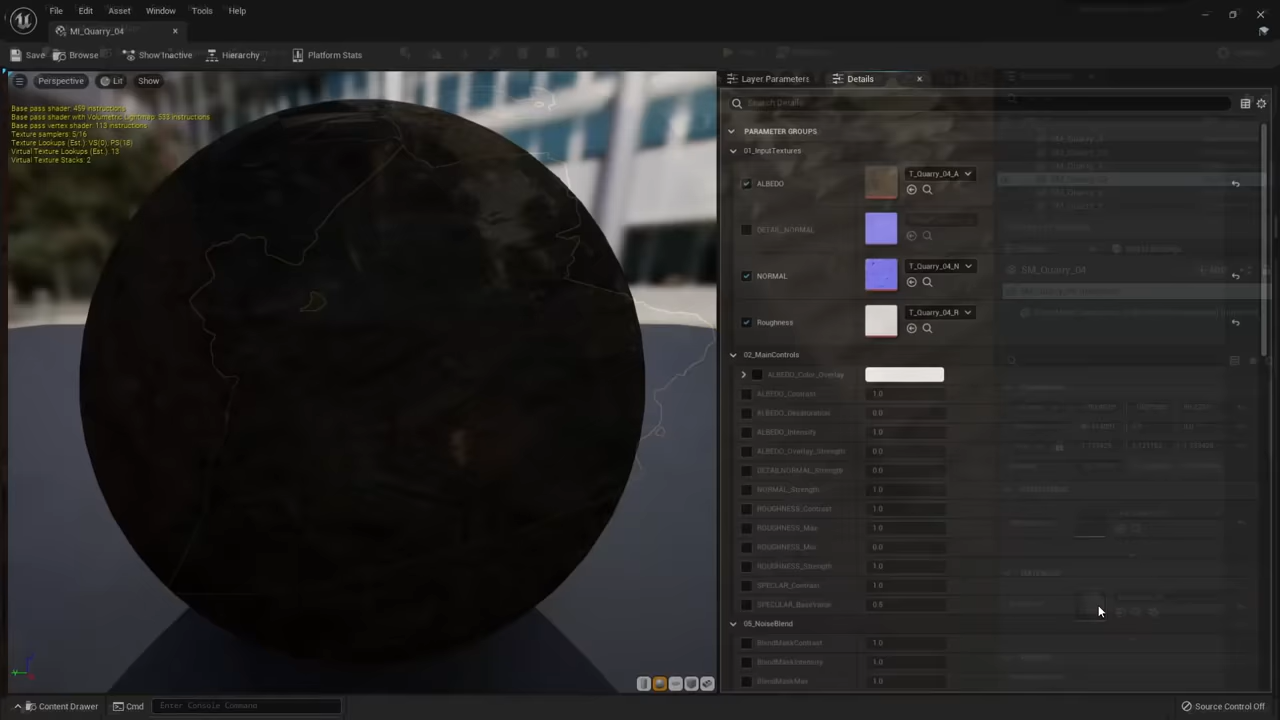 File Edit Asset Window Tools Help
MI_Quarry_04
Save Browse Show Inactive Hierarchy Platform Stats
Perspective Lit Show
Layer Parameters Details
Base pass shader: 459 instructions
Base pass shader with Volumetric Lightmap: 533 instructions
Base pass vertex shader: 113 instructions
Texture samplers: 5/16
Texture Lookups (Est.): VS(0), PS(18)
Virtual Texture Lookups (Est.): 13
Virtual Texture Stacks: 2
Search Details
PARAMETER GROUPS
01_InputTextures
ALBEDO T_Quarry_04_A
DETAIL_NORMAL
NORMAL T_Quarry_04_N
Roughness T_Quarry_04_R
02_MainControls
ALBEDO_Color_Overlay
ALBEDO_Contrast 1.0
ALBEDO_Desaturation 0.0
ALBEDO_Intensity 1.0
ALBEDO_Overlay_Strength 0.0
DETAILNORMAL_Strength 0.0
NORMAL_Strength 1.0
ROUGHNESS_Contrast 1.0
ROUGHNESS_Max 1.0
ROUGHNESS_Min 0.0
ROUGHNESS_Strength 1.0
SPECULAR_Contrast 1.0
SPECULAR_BaseValue 0.5
05_NoiseBlend
BlendMaskContrast 1.0
BlendMaskIntensity 1.0
BlendMaskMax 1.0
SM_Quarry_04
Content Drawer Cmd Enter Console Command Source Control Off